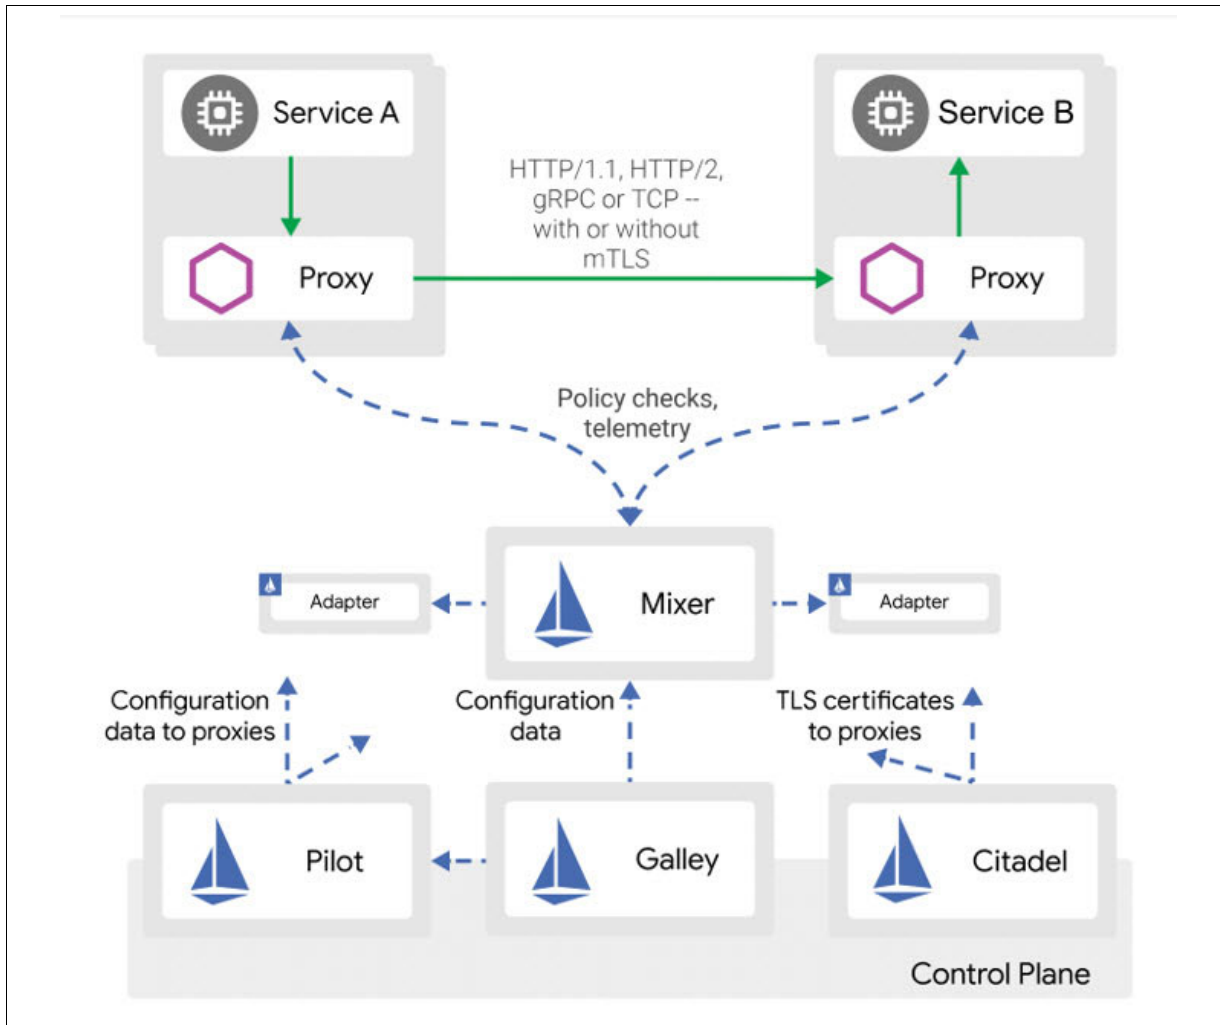 Service A
Service B
HTTP/1.1, HTTP/2,
gRPC or TCP --
with or without
mTLS
Proxy
Proxy
Policy checks,
telemetry
Adapter
Mixer
Adapter
Configuration
data to proxies
Configuration
data
TLS certificates
to proxies
Pilot
Galley
Citadel
Control Plane